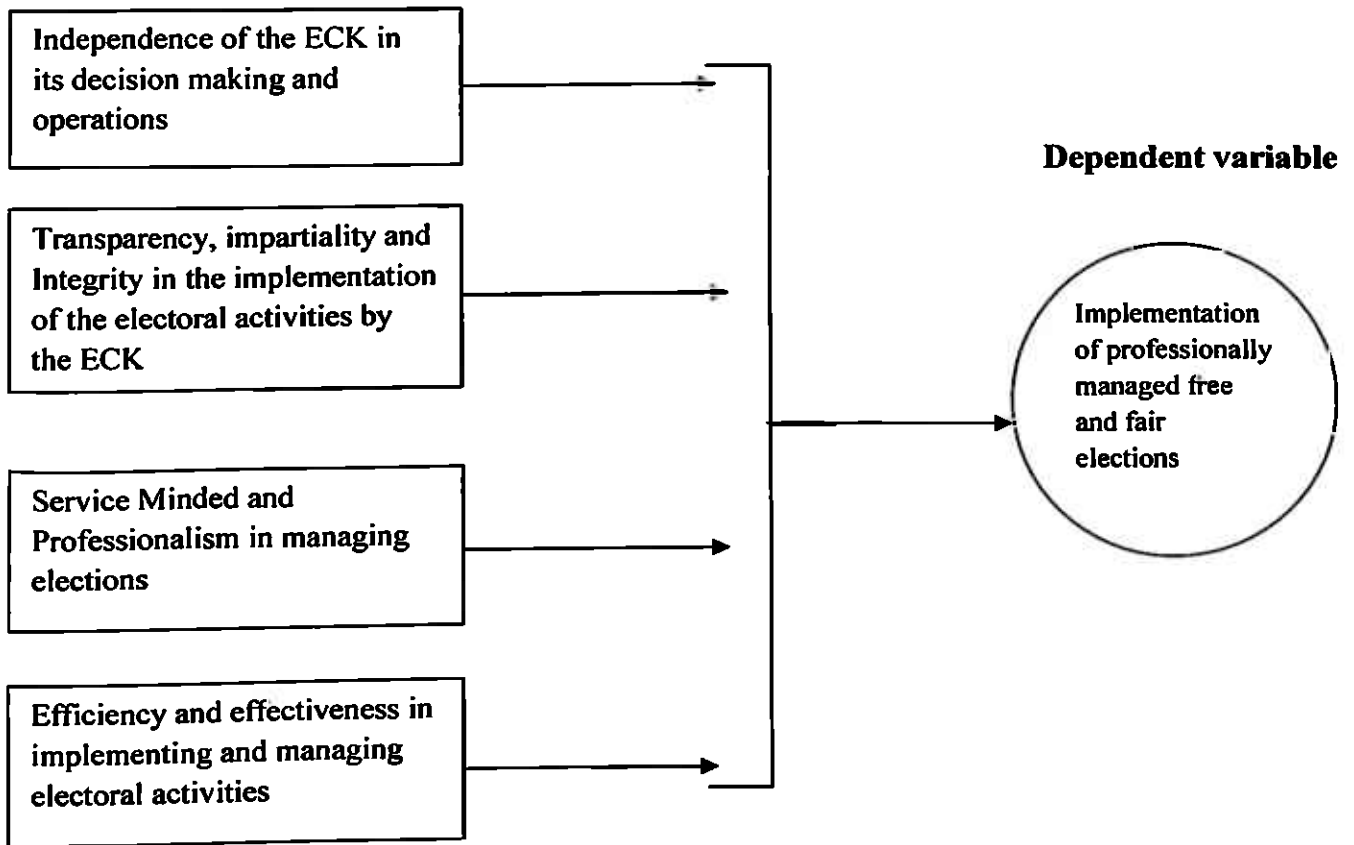 Independence of the ECK in
its decision making and
operations
Dependent variable
Transparency, impartiality and
Integrity in the implementation
of the electoral activities by
the ECK
Implementation
of professionally
managed free
and fair
elections
Service Minded and
Professionalism in managing
elections
Efficiency and effectiveness in
implementing and managing
electoral activities